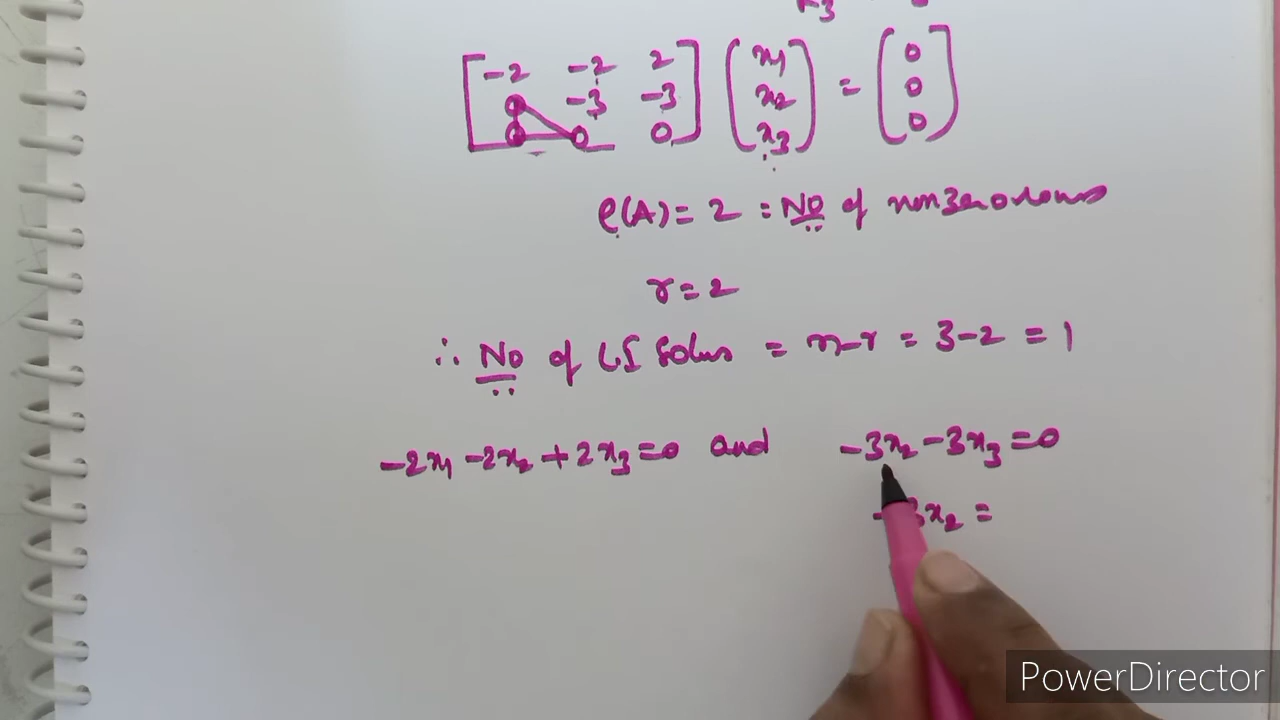 [-2 -2 2] (x1) = (0)
[0 -3 -3] (x2) (0)
[0 0 0] (x3) (0)
ρ(A) = 2 = No of nonzero rows
r = 2
∴ No of LI Solns = n-r = 3-2 = 1
-2x1 -2x2 + 2x3 = 0 and -3x2 -3x3 = 0
-3x2 =
PowerDirector